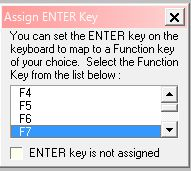 Assign ENTER Key
You can set the ENTER key on the
keyboard to map to a Function key
of your choice. Select the Function
Key from the list below :
F4
F5
F6
F7
ENTER key is not assigned